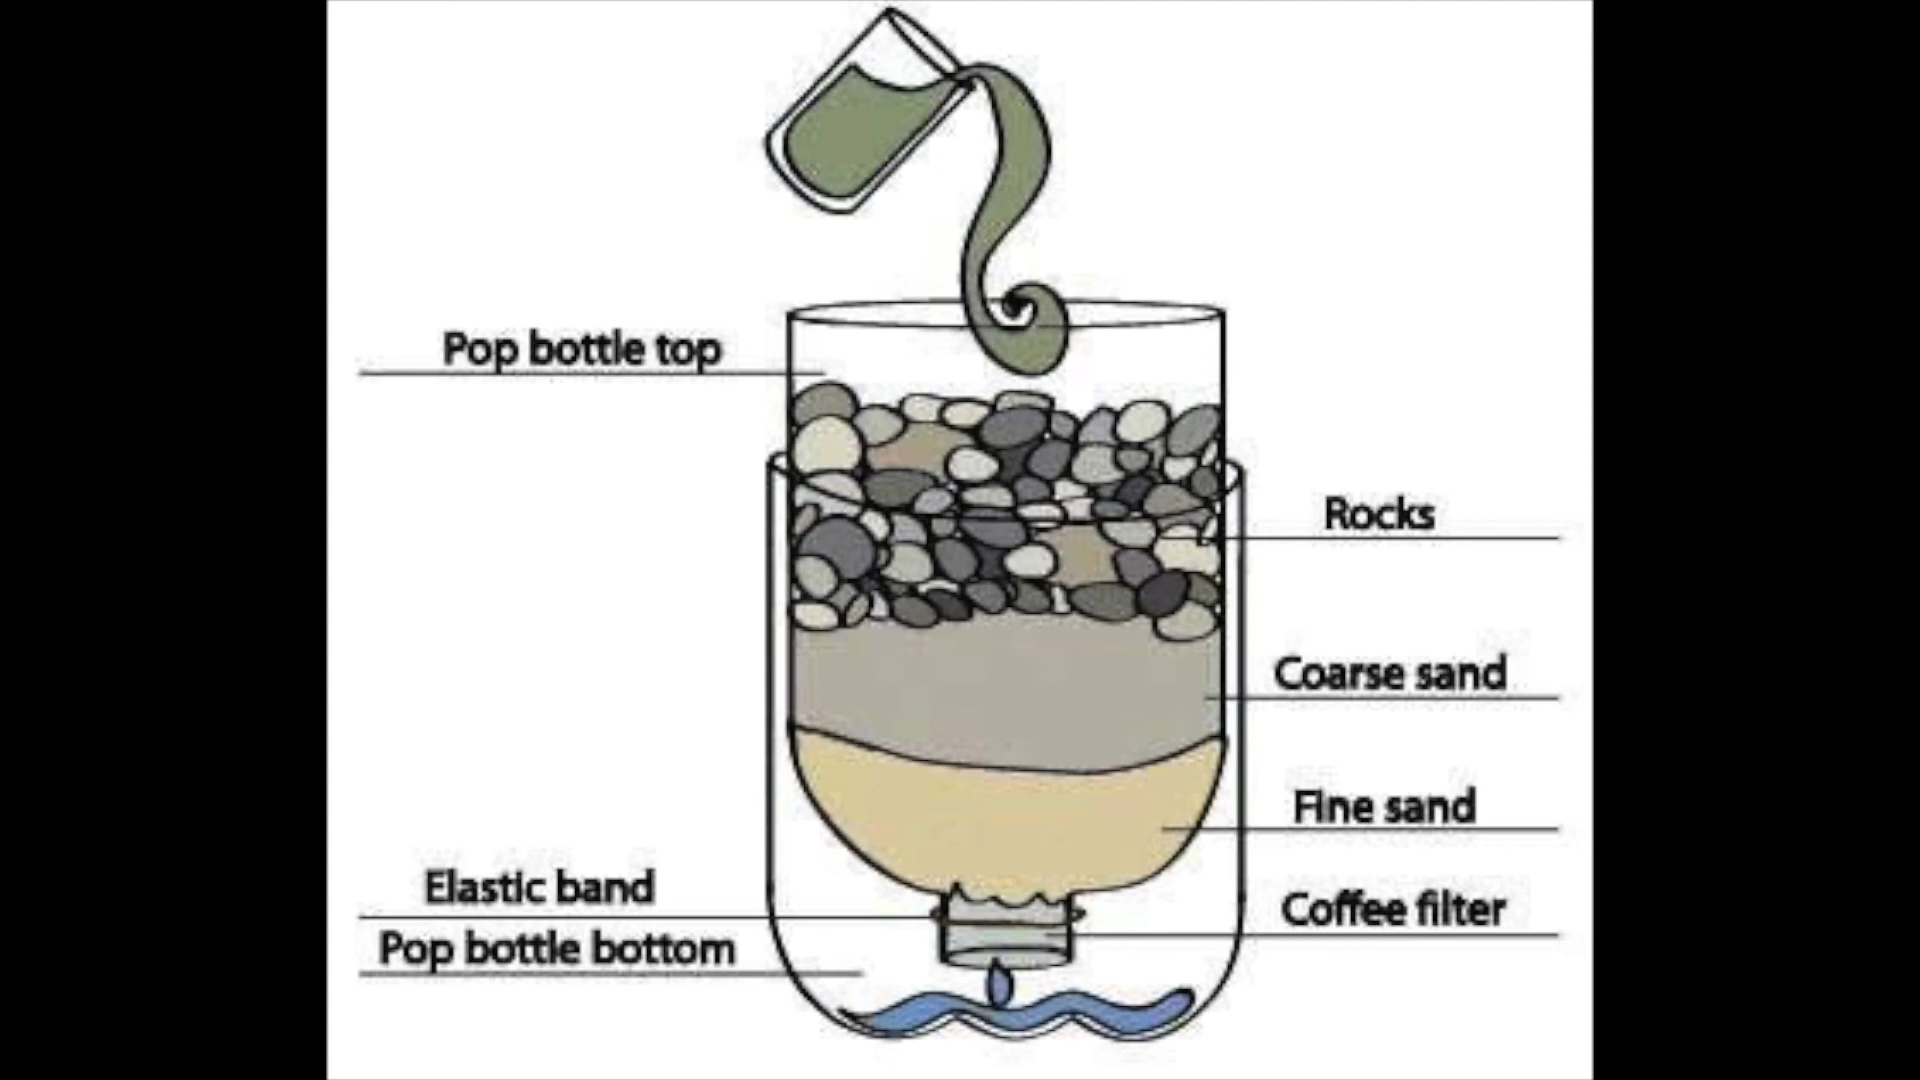 Pop bottle top
Rocks
Coarse sand
Fine sand
Elastic band
Coffee filter
Pop bottle bottom